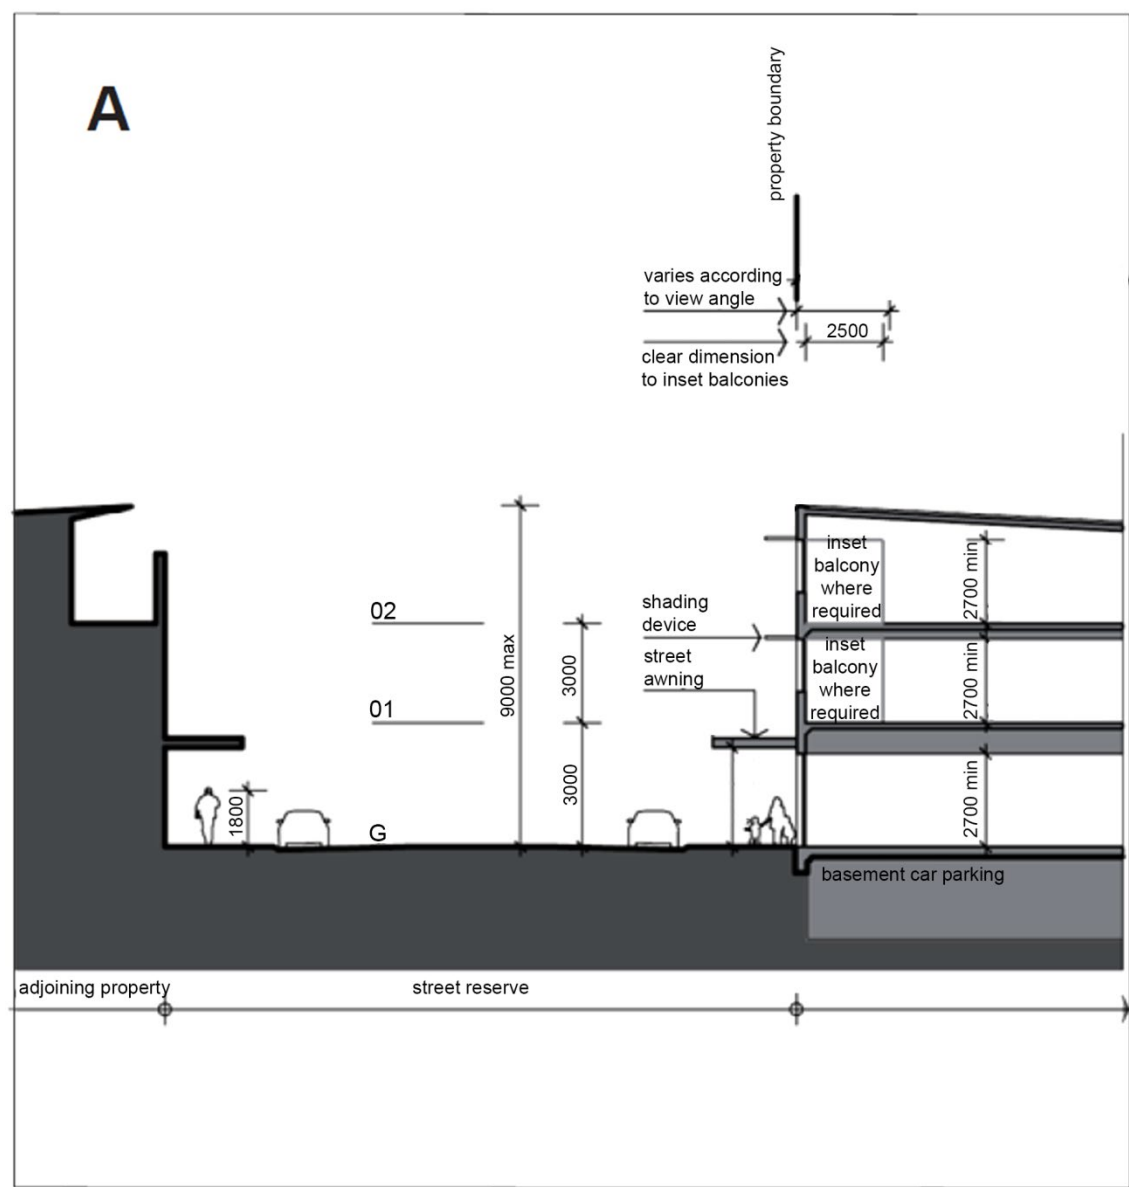 A
property boundary
varies according
to view angle
2500
clear dimension
to inset balconies
9000 max
02
01
G
3000
3000
1800
shading
device
street
awning
inset
balcony
where
required
inset
balcony
where
required
2700 min
2700 min
2700 min
basement car parking
adjoining property
street reserve